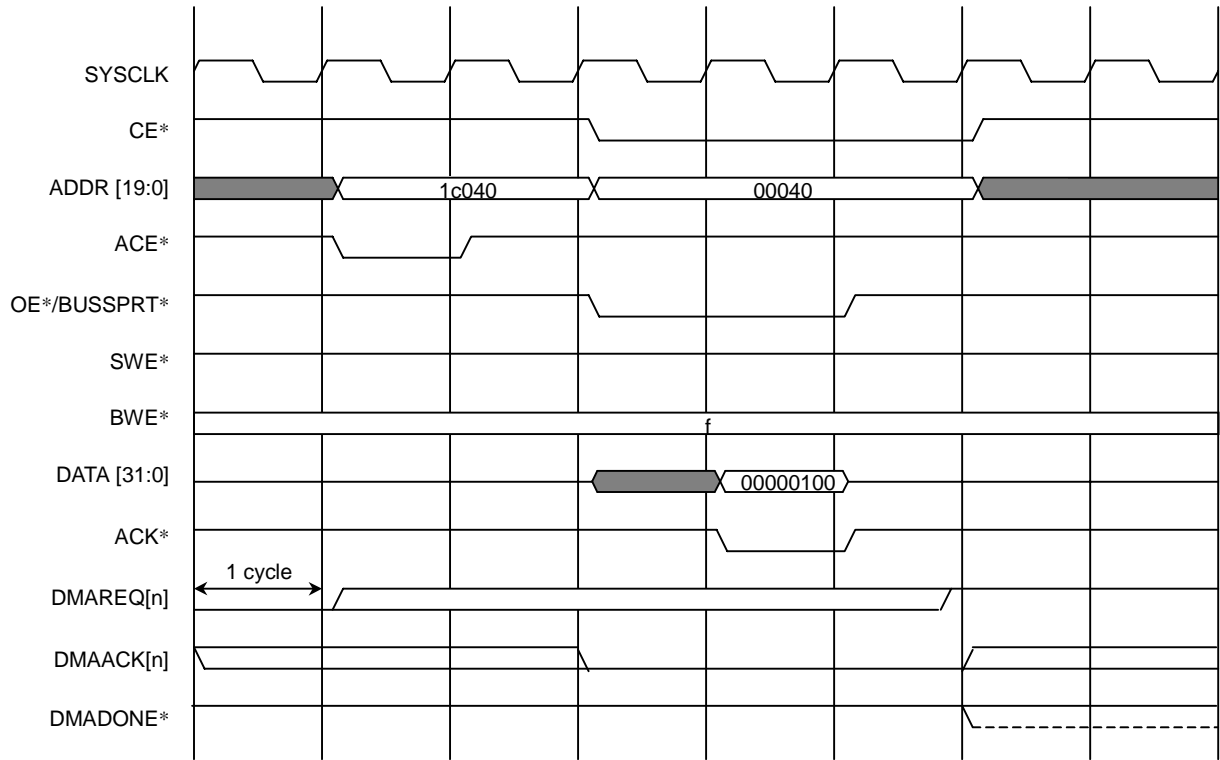 SYSCLK
CE*
ADDR [19:0]
1c040
00040
ACE*
OE*/BUSSPRT*
SWE*
BWE*
f
DATA [31:0]
00000100
ACK*
1 cycle
DMAREQ[n]
DMAACK[n]
DMADONE*